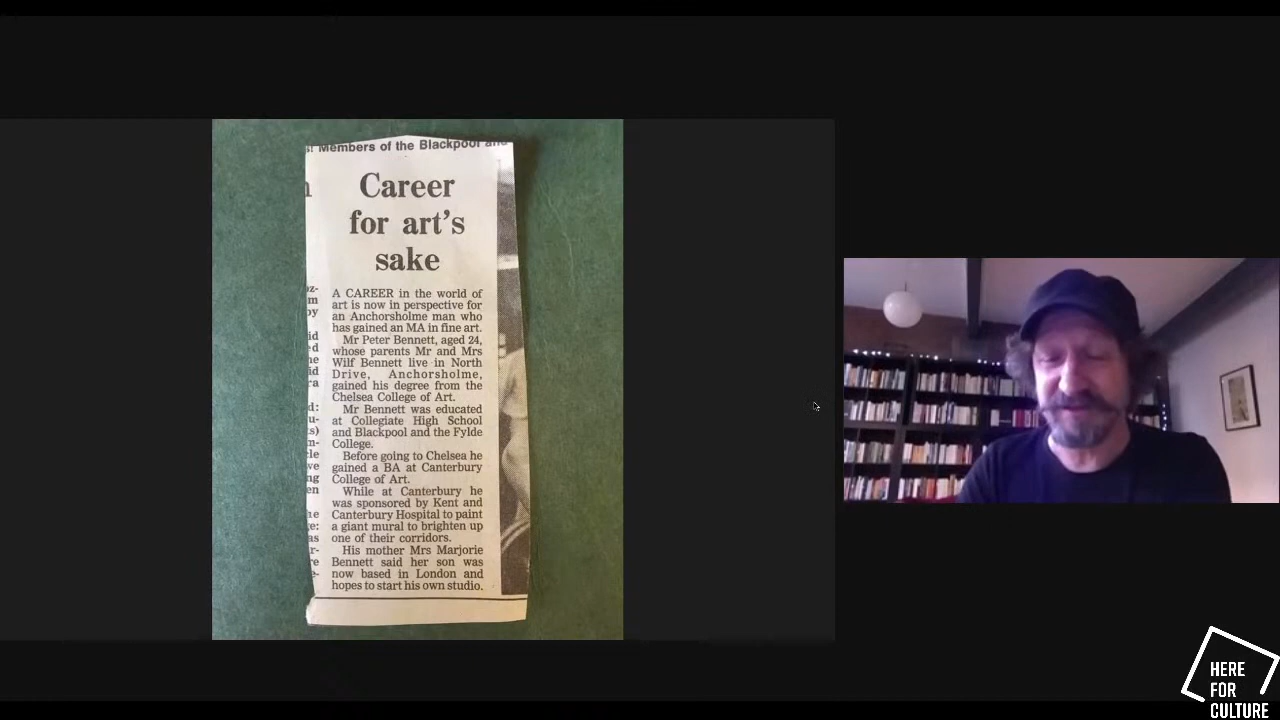 Members of the Blackpool and
Career
for art's
sake
A CAREER in the world of
art is now in perspective for
an Anchorsholme man who
has gained an MA in fine art.
Mr Peter Bennett, aged 24,
whose parents Mr and Mrs
Wilf Bennett live in North
Drive, Anchorsholme,
gained his degree from the
Chelsea College of Art.
Mr Bennett was educated
at Collegiate High School
and Blackpool and the Fylde
College.
Before going to Chelsea he
gained a BA at Canterbury
College of Art.
While at Canterbury he
was sponsored by Kent and
Canterbury Hospital to paint
a giant mural to brighten up
one of their corridors.
His mother Mrs Marjorie
Bennett said her son was
now based in London and
hopes to start his own studio.
HERE
FOR
CULTURE